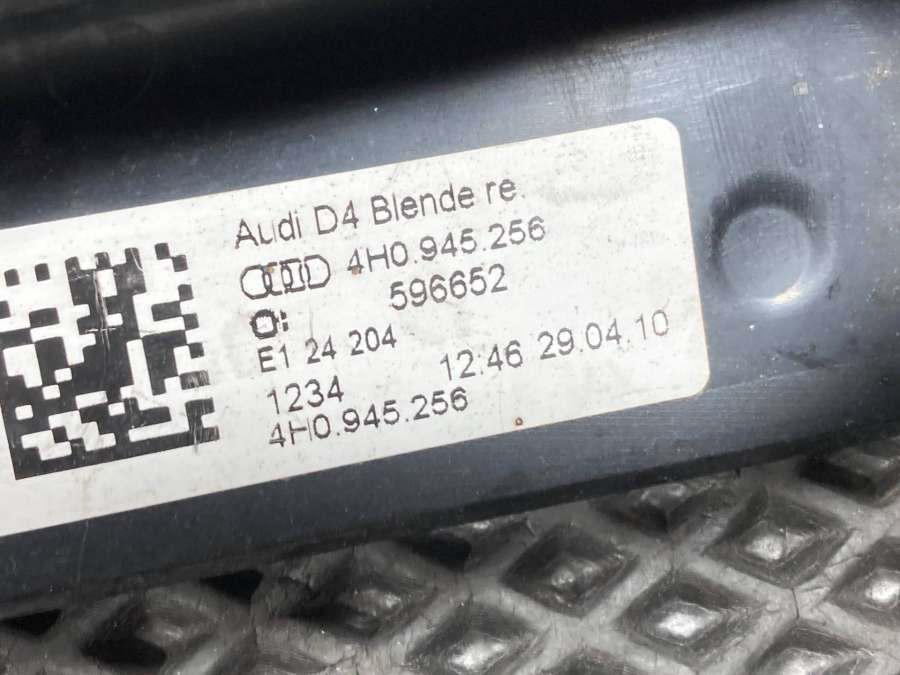 Audi D4 Blende re.
4H0.945.256
596652
E1 24 204
1234 12:46 29.04.10
4H0.945.256